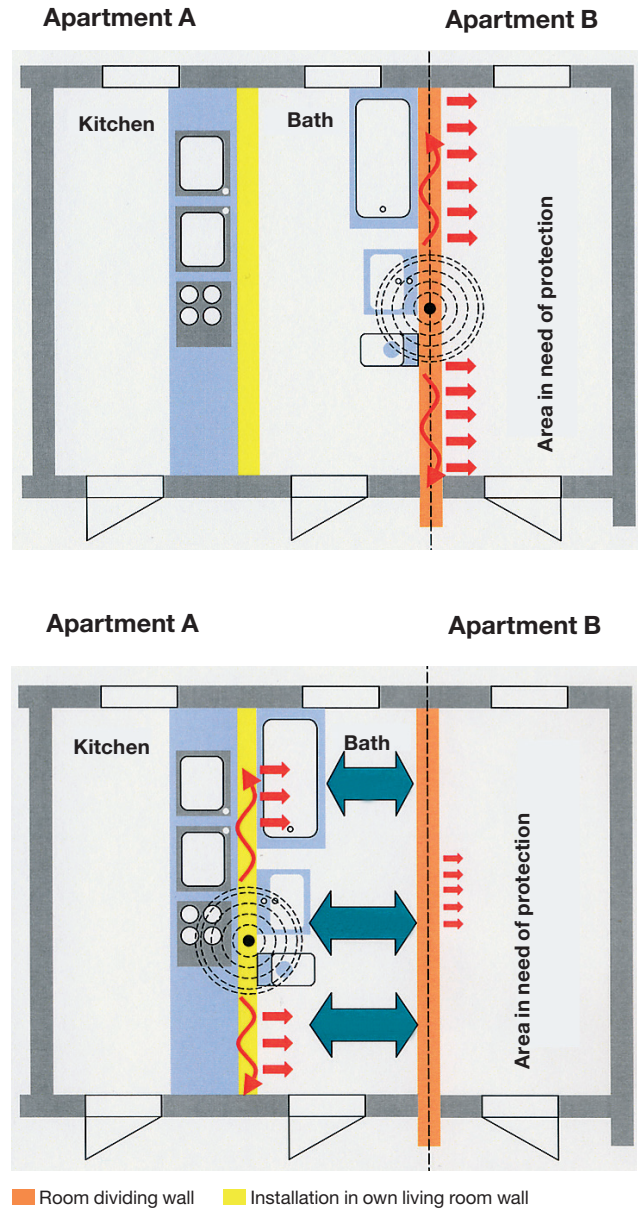 Apartment A
Apartment B
Kitchen
Bath
Area in need of protection
Apartment A
Apartment B
Kitchen
Bath
Area in need of protection
Room dividing wall
Installation in own living room wall